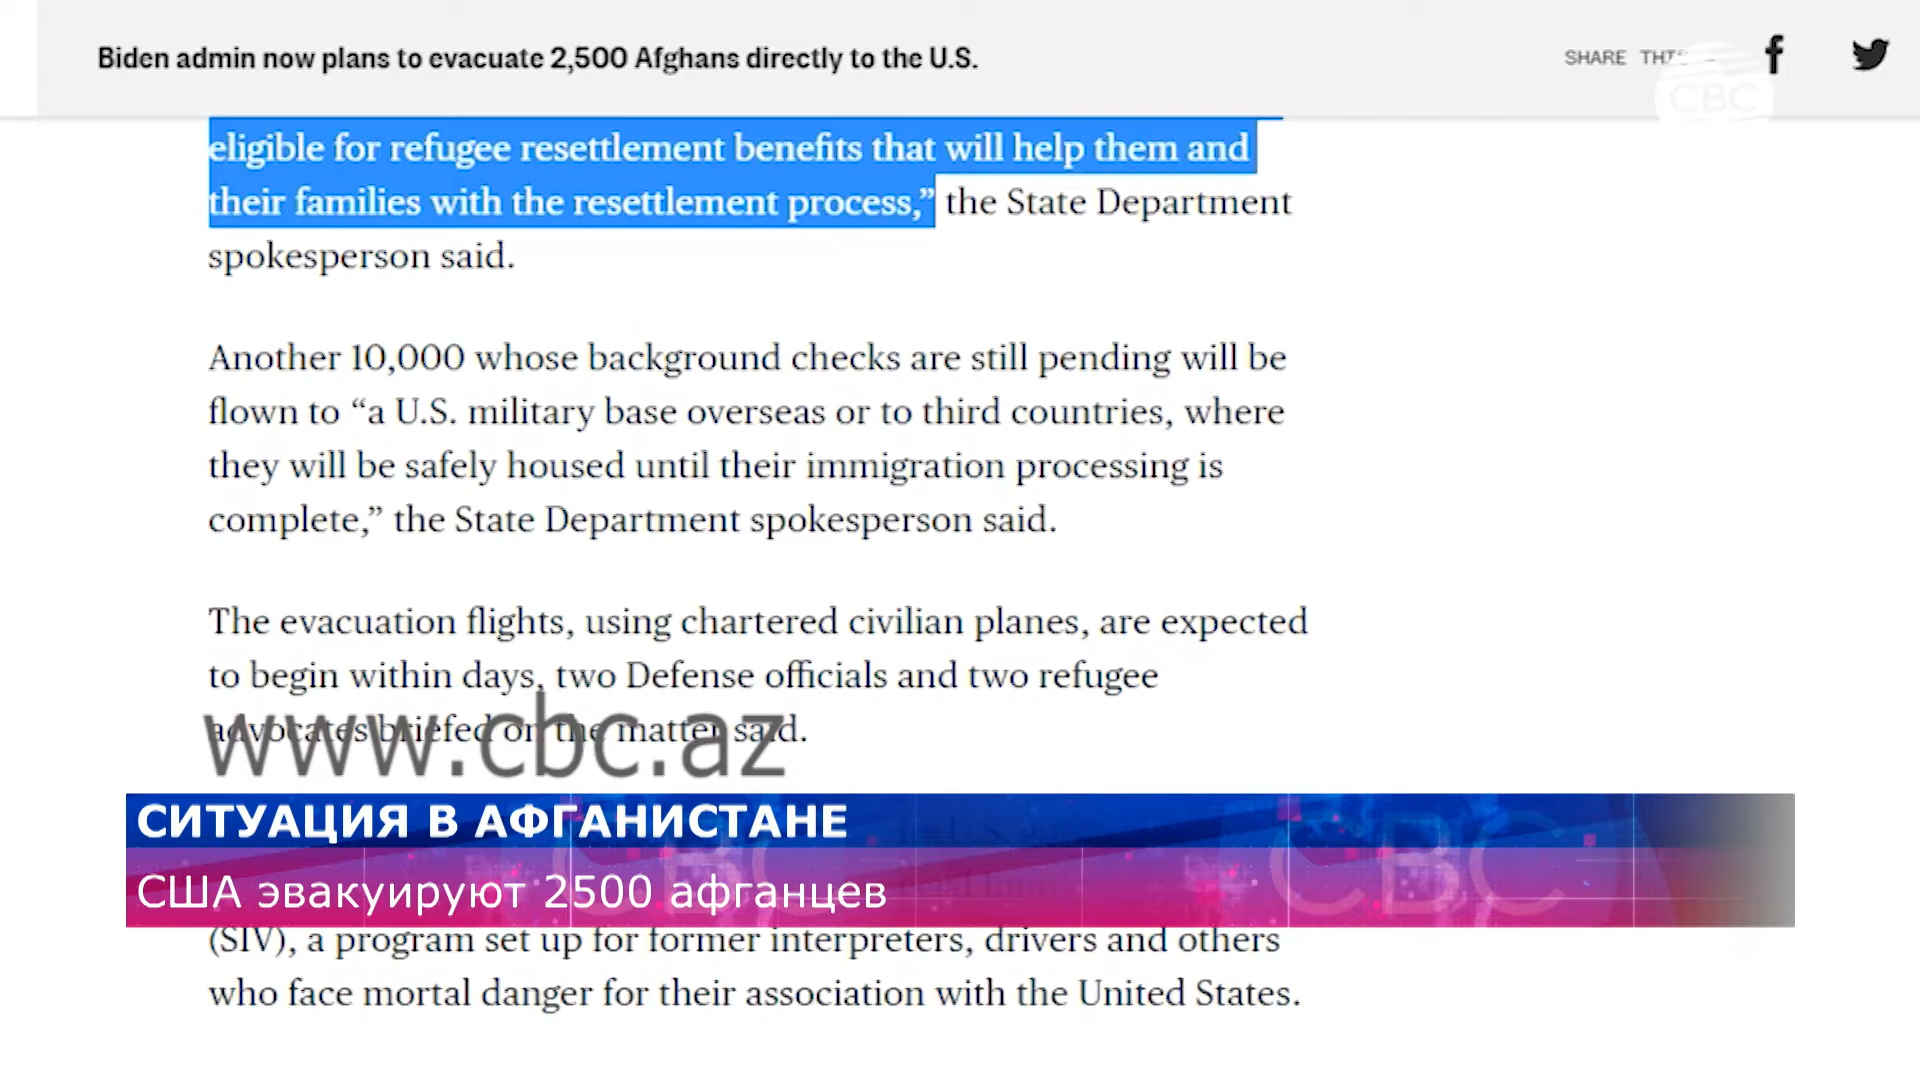 Biden admin now plans to evacuate 2,500 Afghans directly to the U.S.
SHARE
CBC
eligible for refugee resettlement benefits that will help them and
their families with the resettlement process,” the State Department
spokesperson said.
Another 10,000 whose background checks are still pending will be
flown to “a U.S. military base overseas or to third countries, where
they will be safely housed until their immigration processing is
complete,” the State Department spokesperson said.
The evacuation flights, using chartered civilian planes, are expected
to begin within days, two Defense officials and two refugee
advocates briefed on the matter said.
www.cbc.az
СИТУАЦИЯ В АФГАНИСТАНЕ
США эвакуируют 2500 афганцев
CBC
CBC
(SIV), a program set up for former interpreters, drivers and others
who face mortal danger for their association with the United States.